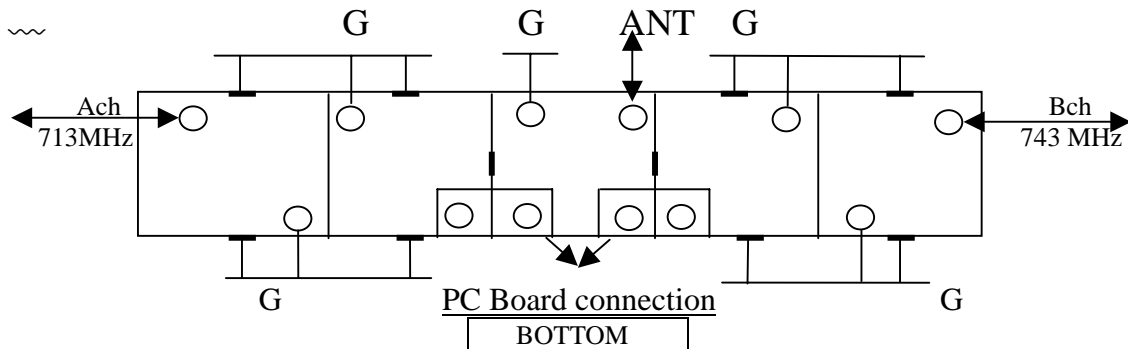 G G ANT G
Ach Bch
713MHz 743 MHz
G G
PC Board connection
BOTTOM